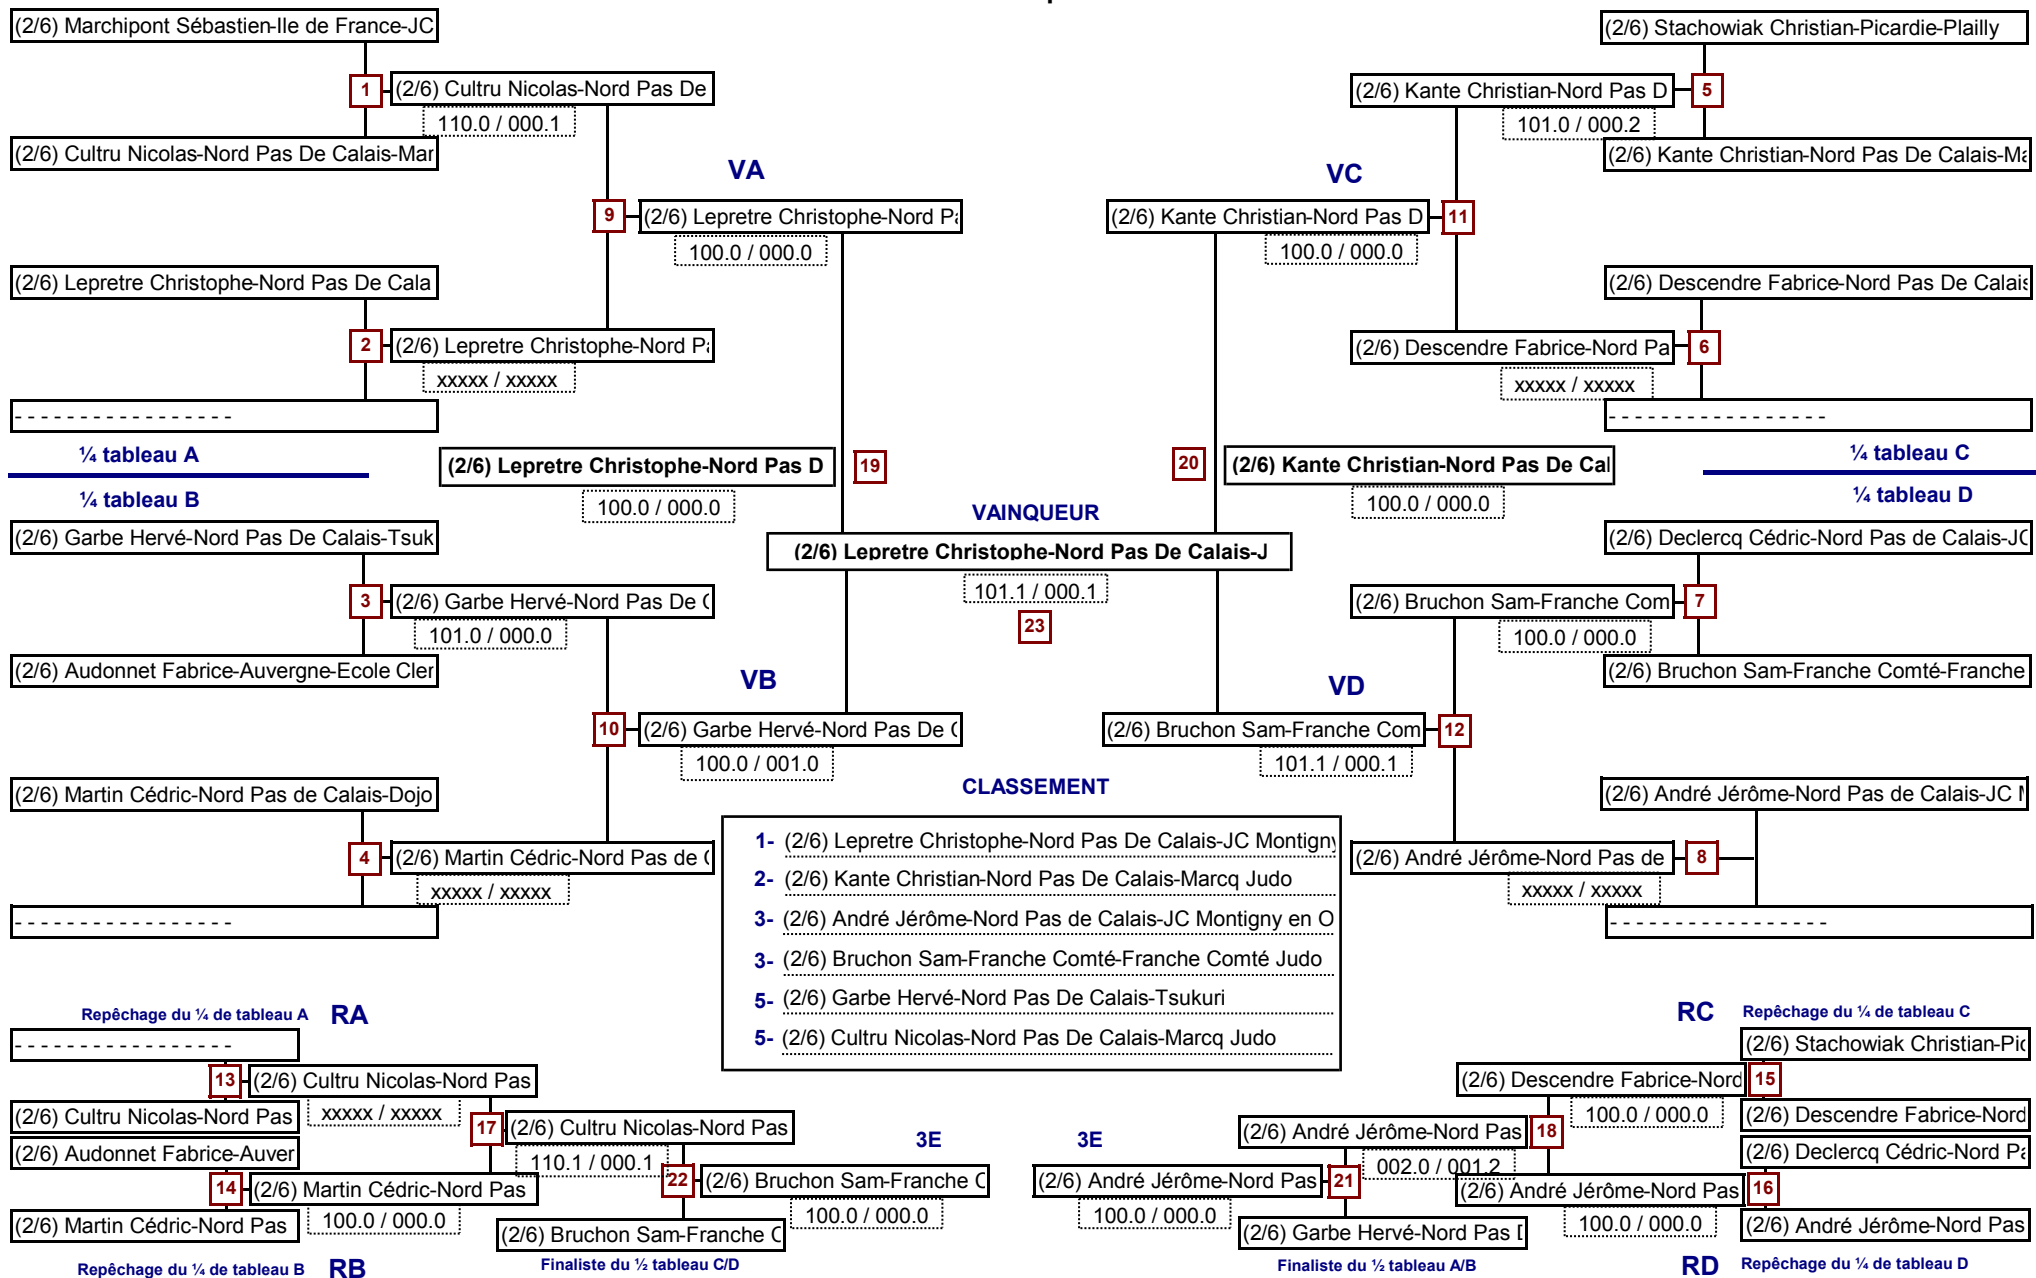 (2/6) Marchipont Sébastien-Ile de France-JC
1
(2/6) Cultru Nicolas-Nord Pas De
110.0 / 000.1
(2/6) Cultru Nicolas-Nord Pas De Calais-Mar
VA
9
(2/6) Lepretre Christophe-Nord Pa
100.0 / 000.0
(2/6) Lepretre Christophe-Nord Pas De Cala
2
(2/6) Lepretre Christophe-Nord Pa
xxxxx / xxxxx
- - - - - - - - - - - - - - - - -
¼ tableau A
(2/6) Lepretre Christophe-Nord Pas D
19
100.0 / 000.0
¼ tableau B
(2/6) Garbe Hervé-Nord Pas De Calais-Tsuk
3
(2/6) Garbe Hervé-Nord Pas De C
101.0 / 000.0
(2/6) Audonnet Fabrice-Auvergne-Ecole Cler
VB
10
(2/6) Garbe Hervé-Nord Pas De C
100.0 / 001.0
(2/6) Martin Cédric-Nord Pas de Calais-Dojo
4
(2/6) Martin Cédric-Nord Pas de C
xxxxx / xxxxx
- - - - - - - - - - - - - - - - -
(2/6) Stachowiak Christian-Picardie-Plailly
(2/6) Kante Christian-Nord Pas D
5
101.0 / 000.2
(2/6) Kante Christian-Nord Pas De Calais-Ma
VC
(2/6) Kante Christian-Nord Pas D
11
100.0 / 000.0
(2/6) Descendre Fabrice-Nord Pas De Calais
(2/6) Descendre Fabrice-Nord Pa
6
xxxxx / xxxxx
- - - - - - - - - - - - - - - - -
20
(2/6) Kante Christian-Nord Pas De Cal
100.0 / 000.0
¼ tableau C
¼ tableau D
VAINQUEUR
(2/6) Lepretre Christophe-Nord Pas De Calais-J
101.1 / 000.1
23
(2/6) Declercq Cédric-Nord Pas de Calais-JC
(2/6) Bruchon Sam-Franche Com
7
100.0 / 000.0
(2/6) Bruchon Sam-Franche Comté-Franche
VD
(2/6) Bruchon Sam-Franche Com
12
101.1 / 000.1
(2/6) André Jérôme-Nord Pas de Calais-JC M
(2/6) André Jérôme-Nord Pas de
8
xxxxx / xxxxx
- - - - - - - - - - - - - - - - -
CLASSEMENT
1- (2/6) Lepretre Christophe-Nord Pas De Calais-JC Montigny
2- (2/6) Kante Christian-Nord Pas De Calais-Marcq Judo
3- (2/6) André Jérôme-Nord Pas de Calais-JC Montigny en O
3- (2/6) Bruchon Sam-Franche Comté-Franche Comté Judo
5- (2/6) Garbe Hervé-Nord Pas De Calais-Tsukuri
5- (2/6) Cultru Nicolas-Nord Pas De Calais-Marcq Judo
Repêchage du ¼ de tableau A RA
- - - - - - - - - - - - - - - - -
13
(2/6) Cultru Nicolas-Nord Pas
xxxxx / xxxxx
(2/6) Cultru Nicolas-Nord Pas
17
(2/6) Cultru Nicolas-Nord Pas
110.1 / 000.1
(2/6) Audonnet Fabrice-Auver
14
(2/6) Martin Cédric-Nord Pas
100.0 / 000.0
(2/6) Martin Cédric-Nord Pas
Repêchage du ¼ de tableau B RB
22
(2/6) Bruchon Sam-Franche C
100.0 / 000.0
(2/6) Bruchon Sam-Franche C
Finaliste du ½ tableau C/D
3E
3E
(2/6) André Jérôme-Nord Pas
21
100.0 / 000.0
(2/6) Garbe Hervé-Nord Pas D
Finaliste du ½ tableau A/B
(2/6) André Jérôme-Nord Pas
18
002.0 / 001.2
RC Repêchage du ¼ de tableau C
(2/6) Stachowiak Christian-Pic
(2/6) Descendre Fabrice-Nord
15
100.0 / 000.0
(2/6) Descendre Fabrice-Nord
(2/6) Declercq Cédric-Nord Pa
(2/6) André Jérôme-Nord Pas
16
100.0 / 000.0
(2/6) André Jérôme-Nord Pas
RD Repêchage du ¼ de tableau D